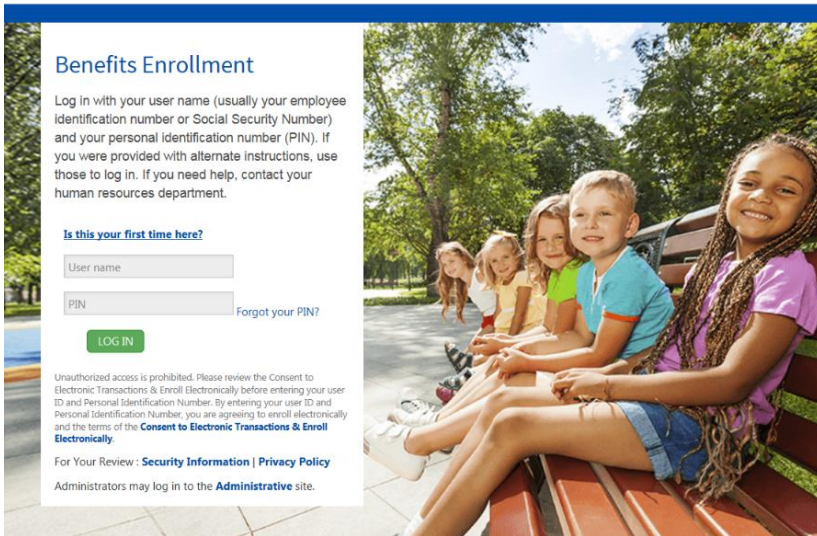 Benefits Enrollment
Log in with your user name (usually your employee
identification number or Social Security Number)
and your personal identification number (PIN). If
you were provided with alternate instructions, use
those to log in. If you need help, contact your
human resources department.
Is this your first time here?
User name
PIN
Forgot your PIN?
LOG IN
Unauthorized access is prohibited. Please review the Consent to
Electronic Transactions & Enroll Electronically before entering your user
ID and Personal Identification Number. By entering your user ID and
Personal Identification Number, you are agreeing to enroll electronically
and the terms of the Consent to Electronic Transactions & Enroll
Electronically.
For Your Review : Security Information | Privacy Policy
Administrators may log in to the Administrative site.